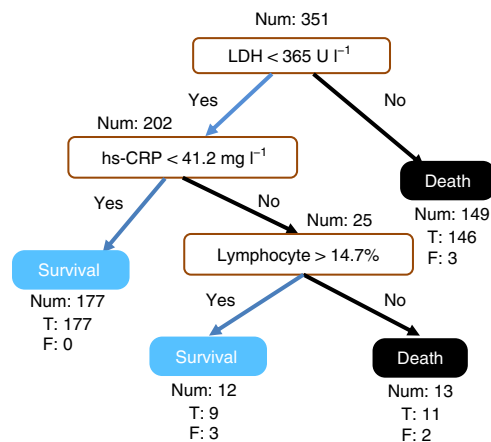 Num: 351
LDH < 365 U l⁻¹
Yes
No
Num: 202
hs-CRP < 41.2 mg l⁻¹
Death
Yes
No
Num: 149
T: 146
F: 3
Num: 25
Lymphocyte > 14.7%
Survival
Num: 177
T: 177
F: 0
Yes
No
Survival
Death
Num: 12
T: 9
F: 3
Num: 13
T: 11
F: 2